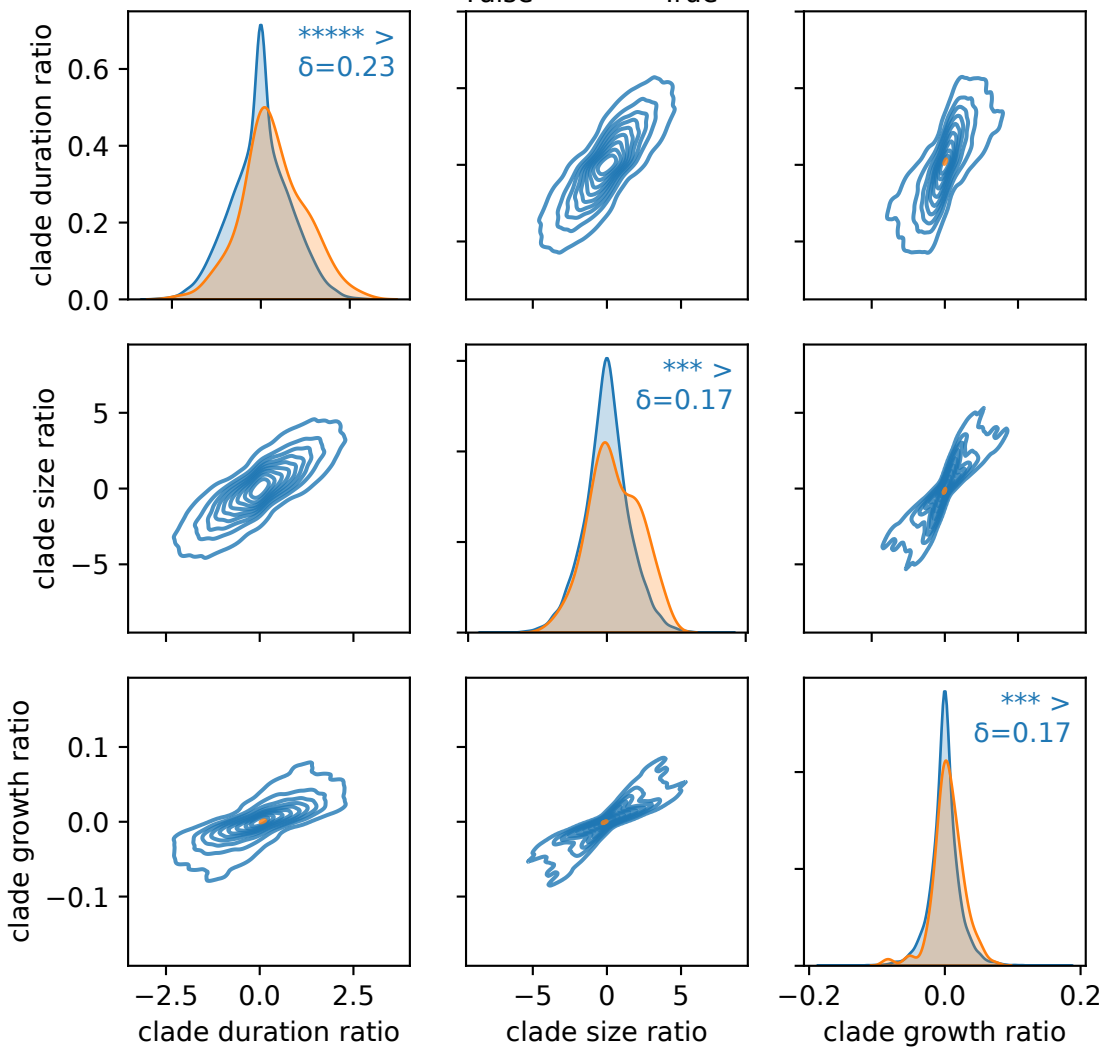 clade duration ratio
0.6
0.4
0.2
0.0
***** >
δ=0.23
clade size ratio
5
0
−5
*** >
δ=0.17
clade growth ratio
0.1
0.0
−0.1
*** >
δ=0.17
−2.5 0.0 2.5
−5 0 5
−0.2 0.0 0.2
clade duration ratio
clade size ratio
clade growth ratio